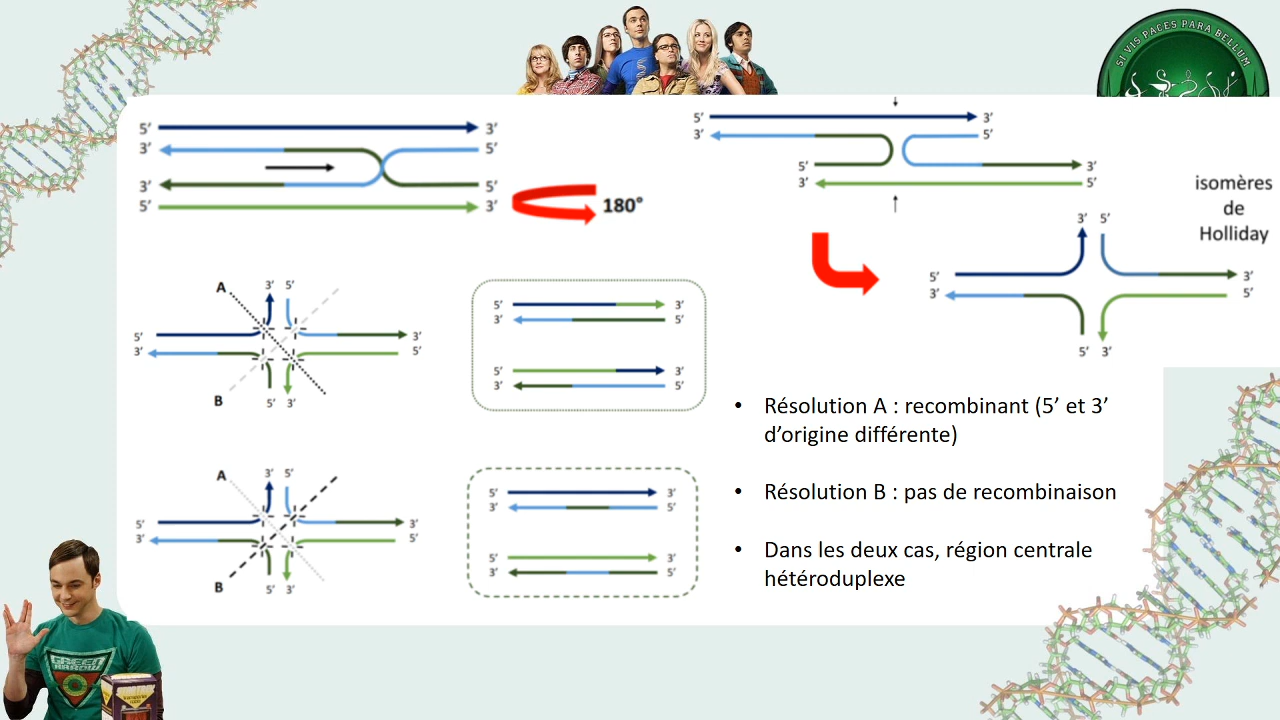 SI VIS PACES PARA BELLUM
5' 3'
3' 5'
3' 5'
5' 3'
180°
5' 3'
3' 5'
5' 3'
3' 5'
isomères
de
Holliday
3' 5'
5' 3'
3' 5'
5' 3'
A 3' 5'
5' 3'
3' 5'
B 5' 3'
5' 3'
3' 5'
5' 3'
3' 5'
• Résolution A : recombinant (5' et 3'
d'origine différente)
• Résolution B : pas de recombinaison
• Dans les deux cas, région centrale
hétéroduplexe
A 3' 5'
5' 3'
3' 5'
B 5' 3'
5' 3'
3' 5'
5' 3'
3' 5'
GREEN
ARROW